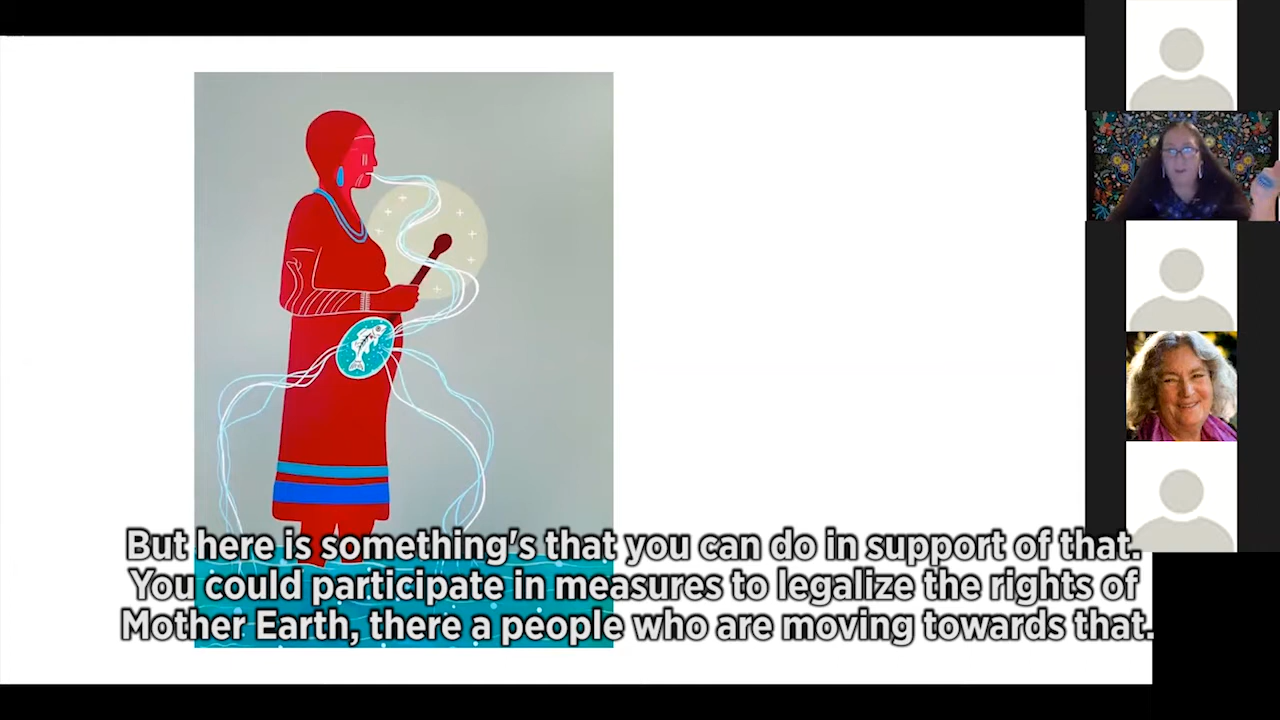 But here is something's that you can do in support of that.
You could participate in measures to legalize the rights of
Mother Earth, there a people who are moving towards that.